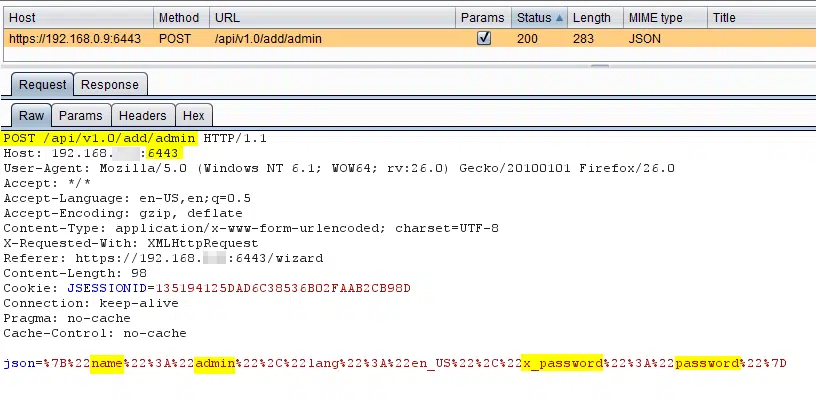 Host Method URL Params Status Length MIME type Title
https://192.168.0.9:6443 POST /api/v1.0/add/admin 200 283 JSON
Request Response
Raw Params Headers Hex
POST /api/v1.0/add/admin HTTP/1.1
Host: 192.168. :6443
User-Agent: Mozilla/5.0 (Windows NT 6.1; WOW64; rv:26.0) Gecko/20100101 Firefox/26.0
Accept: */*
Accept-Language: en-US,en;q=0.5
Accept-Encoding: gzip, deflate
Content-Type: application/x-www-form-urlencoded; charset=UTF-8
X-Requested-With: XMLHttpRequest
Referer: https://192.168. :6443/wizard
Content-Length: 98
Cookie: JSESSIONID=135194125DAD6C38536B02FAAB2CB98D
Connection: keep-alive
Pragma: no-cache
Cache-Control: no-cache
json=%7B%22name%22%3A%22admin%22%2C%22lang%22%3A%22en_US%22%2C%22x_password%22%3A%22password%22%7D